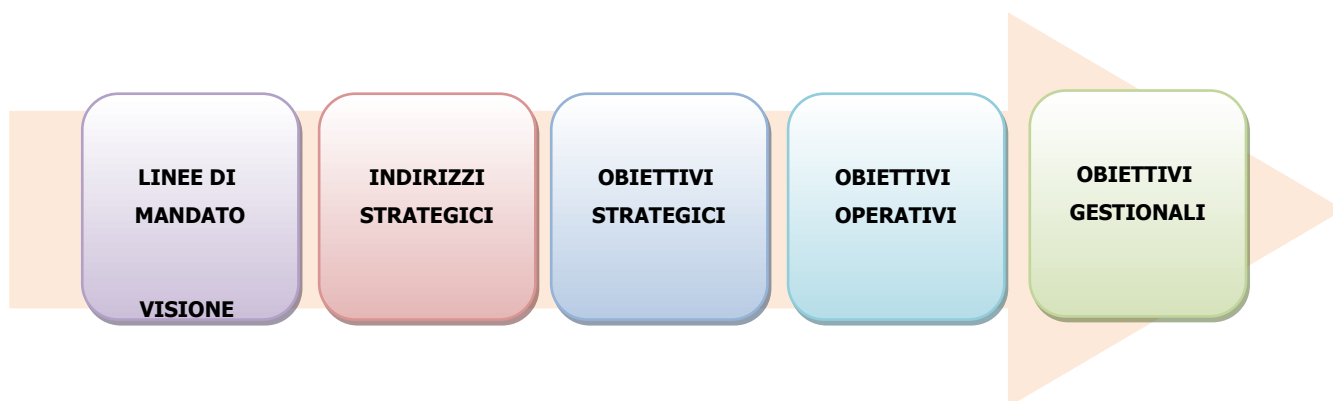 LINEE DI
MANDATO
VISIONE
INDIRIZZI
STRATEGICI
OBIETTIVI
STRATEGICI
OBIETTIVI
OPERATIVI
OBIETTIVI
GESTIONALI